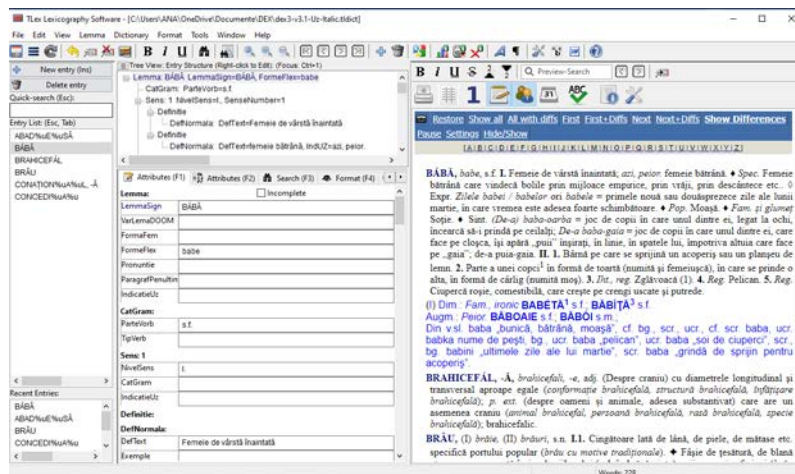 TLex Lexicography Software - [C:\Users\ANA\OneDrive\Documente\DEX\dex3-v3.1-Uz-Italic.tldict]
File Edit View Lemma Dictionary Format Tools Window Help
New entry (Ins)
Delete entry
Quick-search (Esc):
Entry List: (Esc, Tab)
ABAD%uE%uSĂ
BÁBĂ
BRAHICEFÁL
BRÂU
CONAȚION%uA%uL, -Ă
CONCEDI%uA%u
Recent Entries:
BÁBĂ
ABAD%uE%uSĂ
BRÂU
CONCEDI%uA%u
Tree View: Entry Structure (Right-click to Edit): (Focus: Ctrl+1)
Lemma: BÁBĂ, LemmaSign=BÁBĂ, FormeFlex=babe
CatGram: ParteVorb=s.f.
Sens: 1 NivelSens=I., SenseNumber=1
Definitie
DefNormala: DefText=Femeie de vârstă înaintată
Definitie
DefNormala: DefText=femeie bătrână, IndUZ=azi, peior.
Attributes (F1) Attributes (F2) Search (F3) Format (F4)
Lemma: Incomplete
LemmaSign BÁBĂ
VarLemaDOOM
FormaFem
FormeFlex babe
Pronuntie
ParagrafPenultim
IndicatieUz
CatGram:
ParteVorb s.f.
TipVerb
Sens: 1
NivelSens I.
CatGram
IndicatieUz
Definitie:
DefNormala:
DefText Femeie de vârstă înaintată
Exemple
Preview-Search
Restore Show all All with diffs First First+Diffs Next Next+Diffs Show Differences
Pause Settings Hide/Show
[A|B|C|D|E|F|G|H|I|J|K|L|M|N|O|P|Q|R|S|T|U|V|W|X|Y|Z]
BÁBĂ, babe, s.f. I. Femeie de vârstă înaintată; azi, peior. femeie bătrână. ♦ Spec. Femeie
bătrână care vindecă bolile prin mijloace empirice, prin vrăji, prin descântece etc.. ◊
Expr. Zilele babei / babelor ori babele = primele nouă sau douăsprezece zile ale lunii
martie, în care vremea este adesea foarte schimbătoare. ♦ Pop. Moașă. ♦ Fam. și glumeț
Soție. ♦ Sint. (De-a) baba-oarba = joc de copii în care unul dintre ei, legat la ochi,
încearcă să-i prindă pe ceilalți; De-a baba-gaia = joc de copii în care unul dintre ei, care
face pe cloșca, își apără „puii” înșirați, în linie, în spatele lui, împotriva altuia care face
pe „gaia”; de-a puia-gaia. II. 1. Bârnă pe care se sprijină un acoperiș sau un planșeu de
lemn. 2. Parte a unei copci¹ în formă de toartă (numită și femeiușcă), în care se prinde o
alta, în formă de cârlig (numită moș). 3. Iht., reg. Zglăvoacă (1). 4. Reg. Pelican. 5. Reg.
Ciupercă roșie, comestibilă, care crește pe crengi uscate și putrede.
(I) Dim.: Fam., ironic BABÉTĂ¹ s.f.; BĂBÍȚĂ³ s.f.
Augm.: Peior. BĂBOAIE s.f.; BĂBÓI s.m.;
Din v.sl. baba „bunică, bătrână, moașă”, cf. bg., scr., ucr., cf. scr. baba, ucr.
babka nume de pești, bg., ucr. baba „pelican”, ucr. baba „soi de ciuperci”, scr.,
bg. babini „ultimele zile ale lui martie”, scr. baba „grindă de sprijin pentru
acoperiș”.
BRAHICEFÁL, -Ă, brahicefali, -e, adj. (Despre craniu) cu diametrele longitudinal și
transversal aproape egale (conformație brahicefală, structură brahicefală, înfățișare
brahicefală); p. ext. (despre oameni și animale, adesea substantivat) care are un
asemenea craniu (animal brahicefal, persoană brahicefală, rasă brahicefală, specie
brahicefală); brahicefalic.
BRÂU, (I) brâie, (II) brâuri, s.n. I.1. Cingătoare lată de lână, de piele, de mătase etc.
specifică portului popular (brâu cu motive tradiționale). ♦ Fâșie de țesătură, de blană
Words: 228